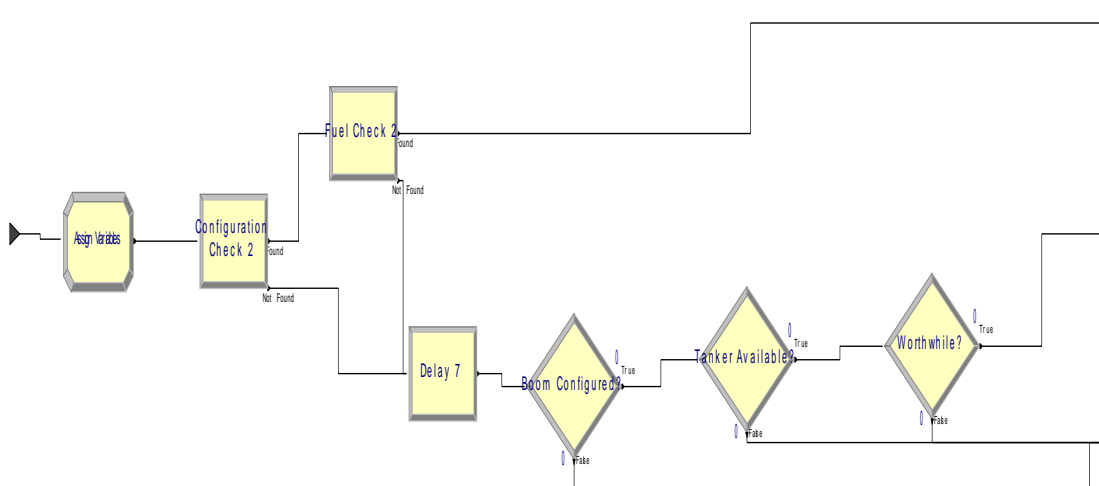 Fuel Check 2
Found
Not Found
Assign Variables
Configuration
Check 2
Found
Not Found
Delay 7
Boom Configured?
0
True
0
False
Tanker Available?
0
True
0
False
Worthwhile?
0
True
0
False